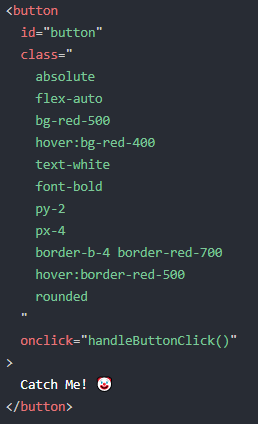 <button
id="button"
class="
absolute
flex-auto
bg-red-500
hover:bg-red-400
text-white
font-bold
py-2
px-4
border-b-4 border-red-700
hover:border-red-500
rounded
"
onclick="handleButtonClick()"
>
Catch Me! 🤡
</button>